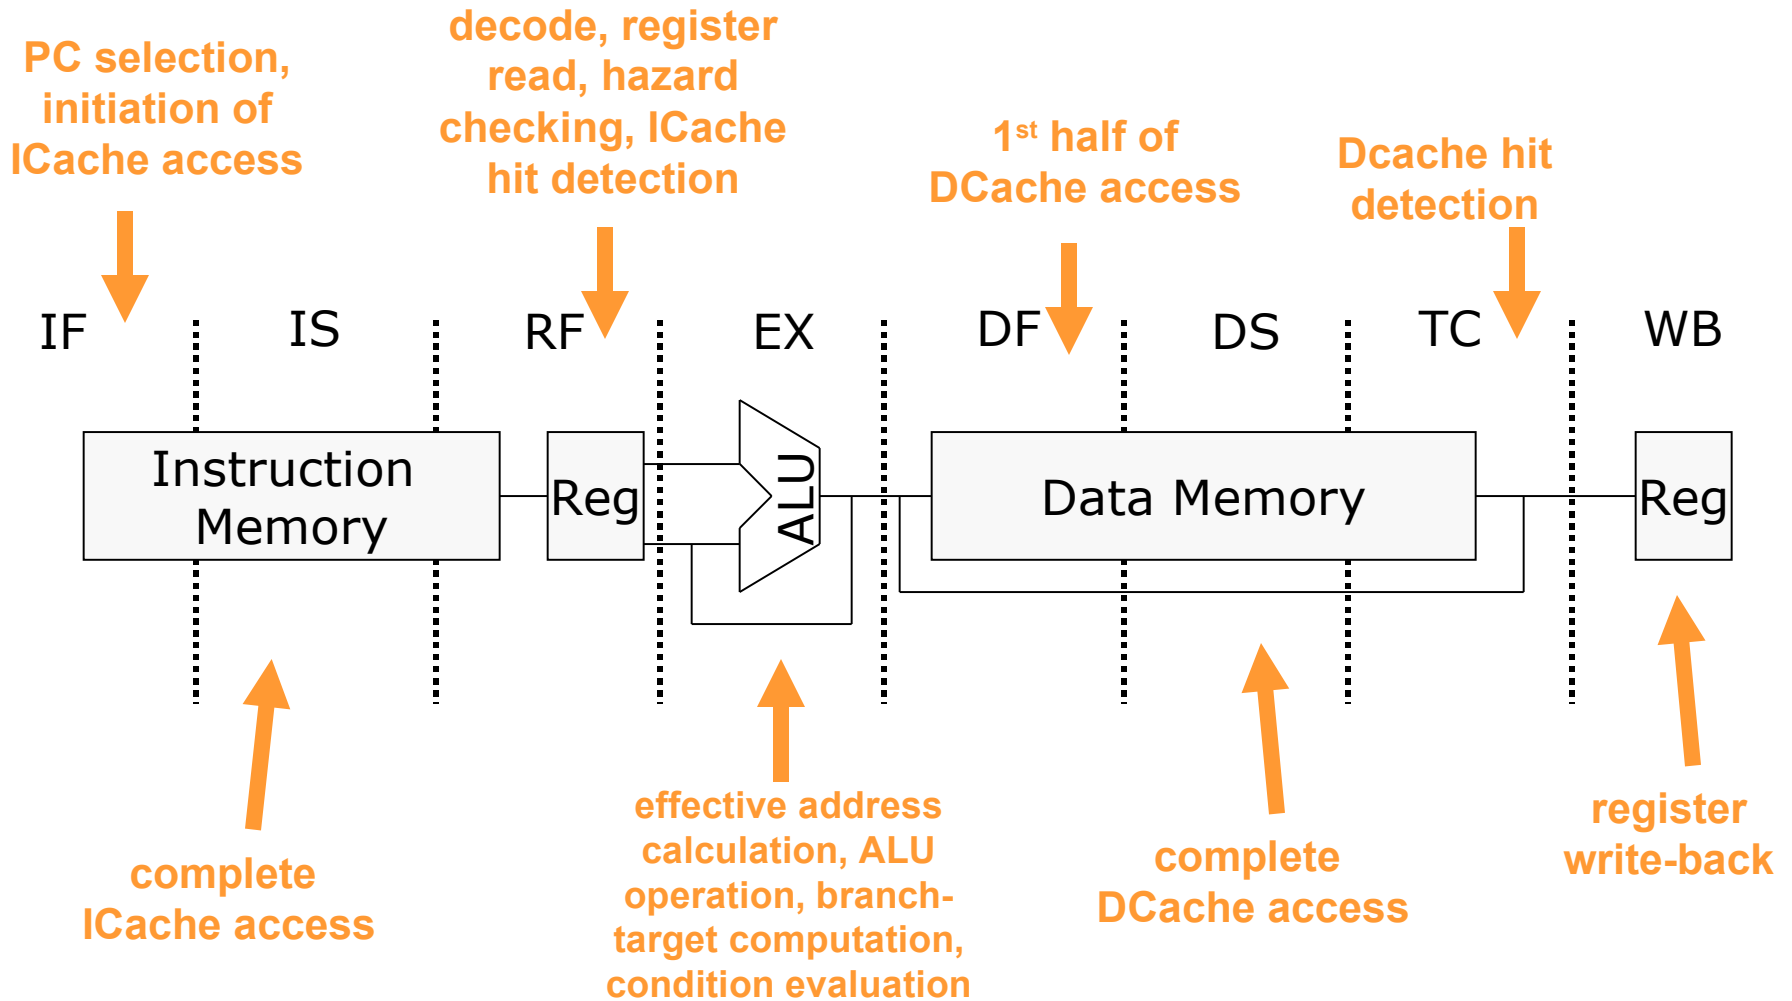 PC selection,
initiation of
ICache access
decode, register
read, hazard
checking, ICache
hit detection
1st half of
DCache access
Dcache hit
detection
IF
IS
RF
EX
DF
DS
TC
WB
Instruction
Memory
Reg
ALU
Data Memory
Reg
complete
ICache access
effective address
calculation, ALU
operation, branch-
target computation,
condition evaluation
complete
DCache access
register
write-back